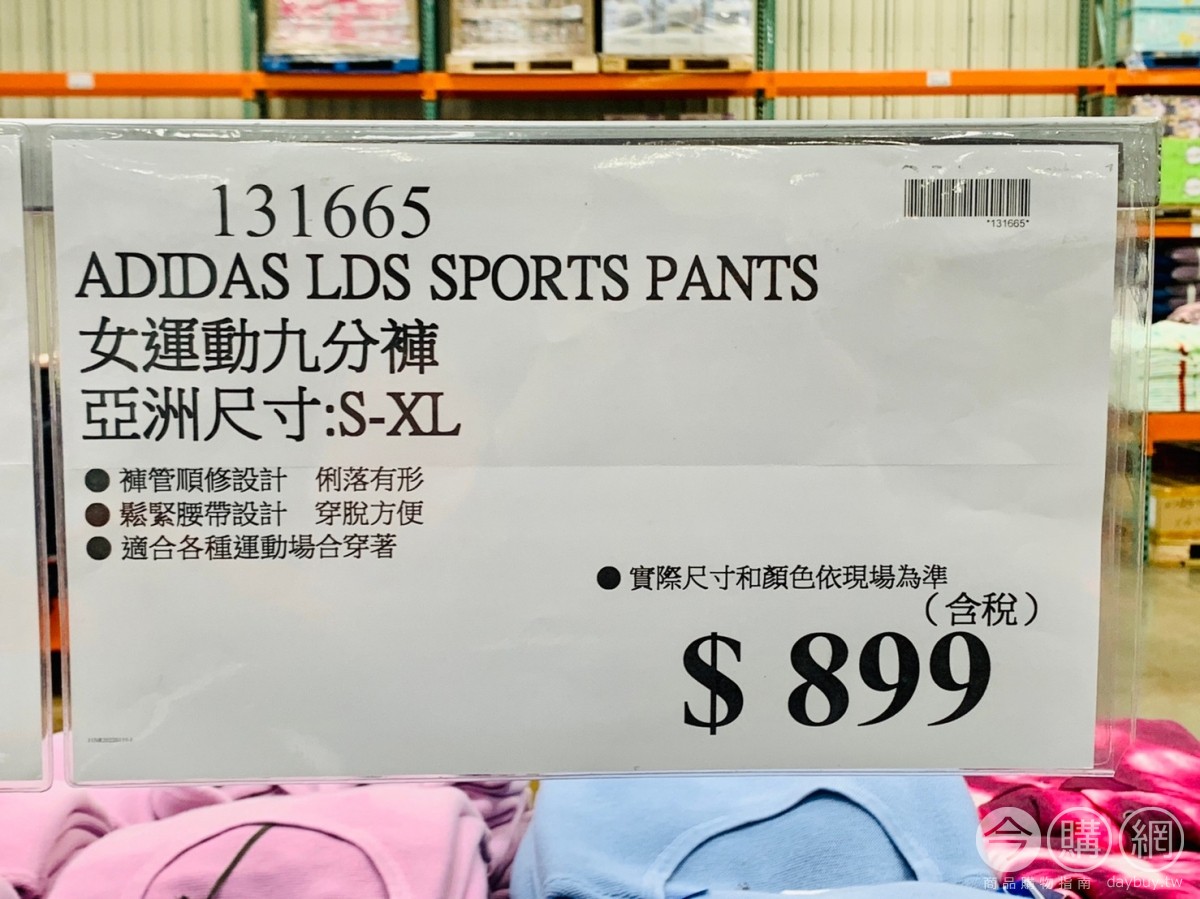 131665
*131665*
ADIDAS LDS SPORTS PANTS
女運動九分褲
亞洲尺寸:S-XL
● 褲管順修設計　俐落有形
● 鬆緊腰帶設計　穿脫方便
● 適合各種運動場合穿著
● 實際尺寸和顏色依現場為準
（含稅）
$ 899
今購網
商品購物指南 daybuy.tw